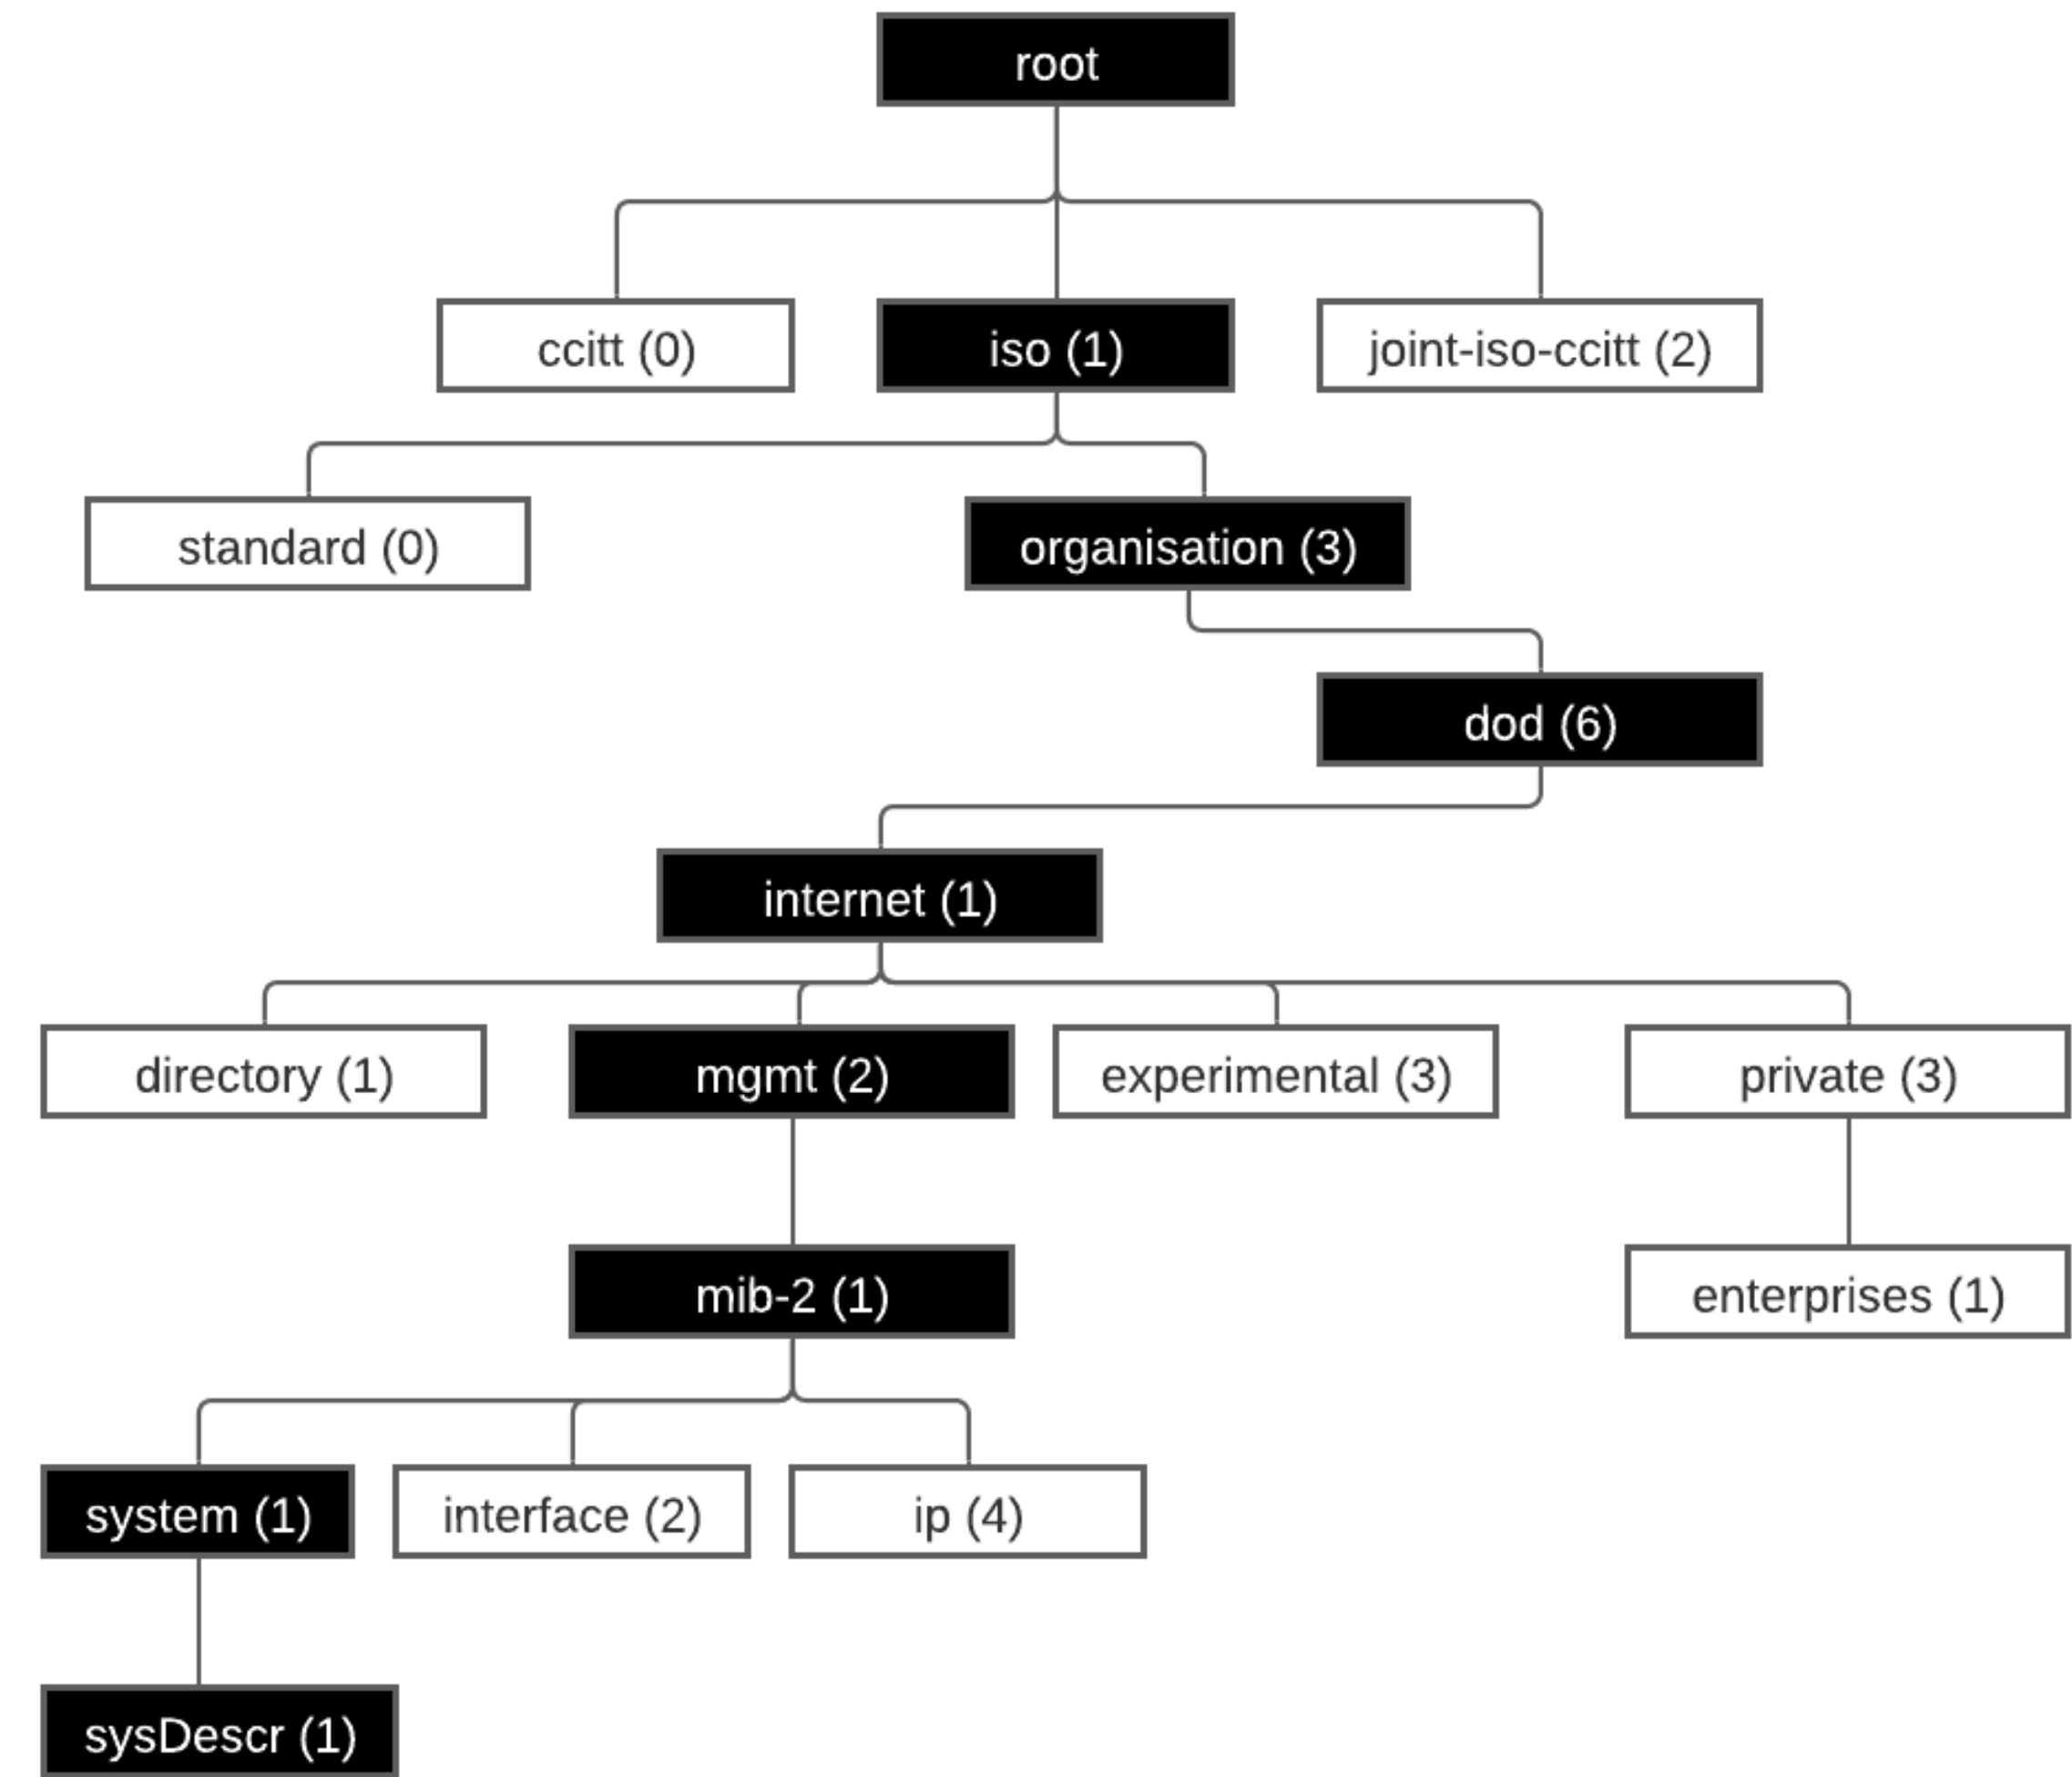 root
ccitt (0)
iso (1)
joint-iso-ccitt (2)
standard (0)
organisation (3)
dod (6)
internet (1)
directory (1)
mgmt (2)
experimental (3)
private (3)
mib-2 (1)
enterprises (1)
system (1)
interface (2)
ip (4)
sysDescr (1)